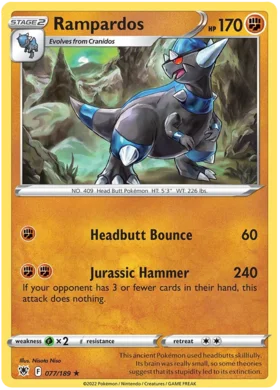 STAGE 2 Rampardos HP 170
Evolves from Cranidos
NO. 409 Head Butt Pokémon HT: 5'3" WT: 226 lbs.
Headbutt Bounce 60
Jurassic Hammer 240
If your opponent has 3 or fewer cards in their hand, this
attack does nothing.
weakness ×2 resistance retreat
This ancient Pokémon used headbutts skillfully.
Its brain was really small, so some theories
suggest that its stupidity led to its extinction.
Illus. Nisota Niso
F 077/189 ★
©2022 Pokémon / Nintendo / Creatures / GAME FREAK